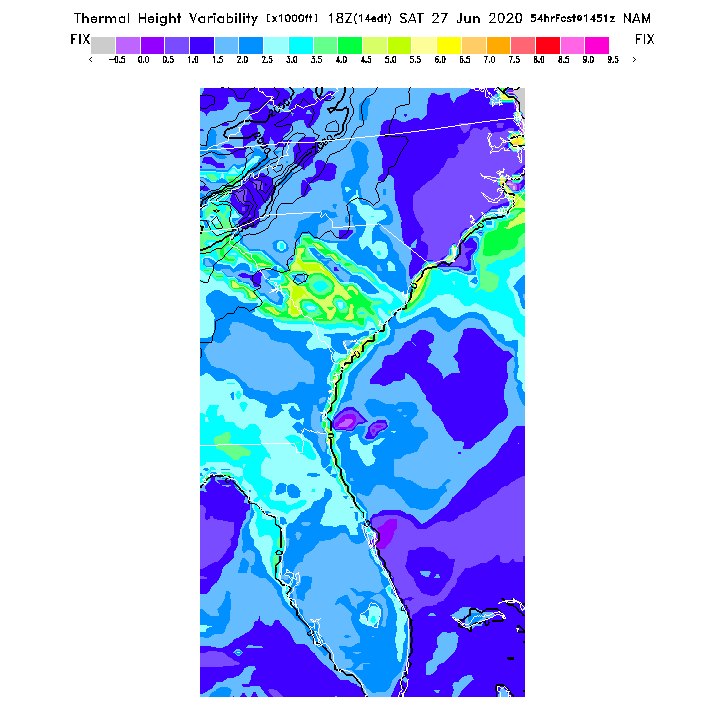 Thermal Height Variability [x1000ft] 18Z(14edt) SAT 27 Jun 2020 54hrFcst@1451z NAM
FIX FIX
< -0.5 0.0 0.5 1.0 1.5 2.0 2.5 3.0 3.5 4.0 4.5 5.0 5.5 6.0 6.5 7.0 7.5 8.0 8.5 9.0 9.5 >